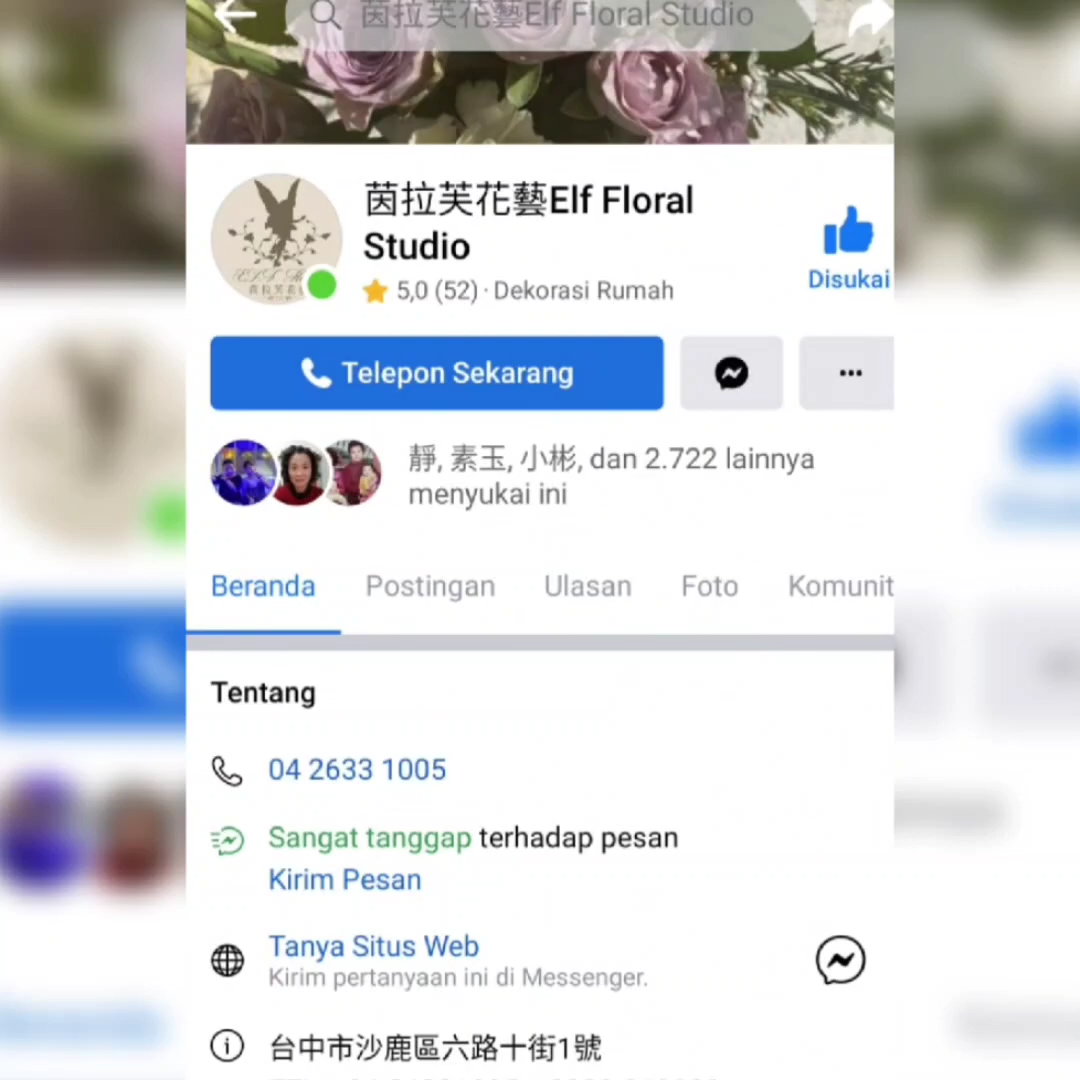 茵拉芙花藝Elf Floral Studio
茵拉芙花藝Elf Floral
Studio
5,0 (52) · Dekorasi Rumah
Disukai
Telepon Sekarang
靜, 素玉, 小彬, dan 2.722 lainnya
menyukai ini
Beranda Postingan Ulasan Foto Komunit
Tentang
04 2633 1005
Sangat tanggap terhadap pesan
Kirim Pesan
Tanya Situs Web
Kirim pertanyaan ini di Messenger.
台中市沙鹿區六路十街1號